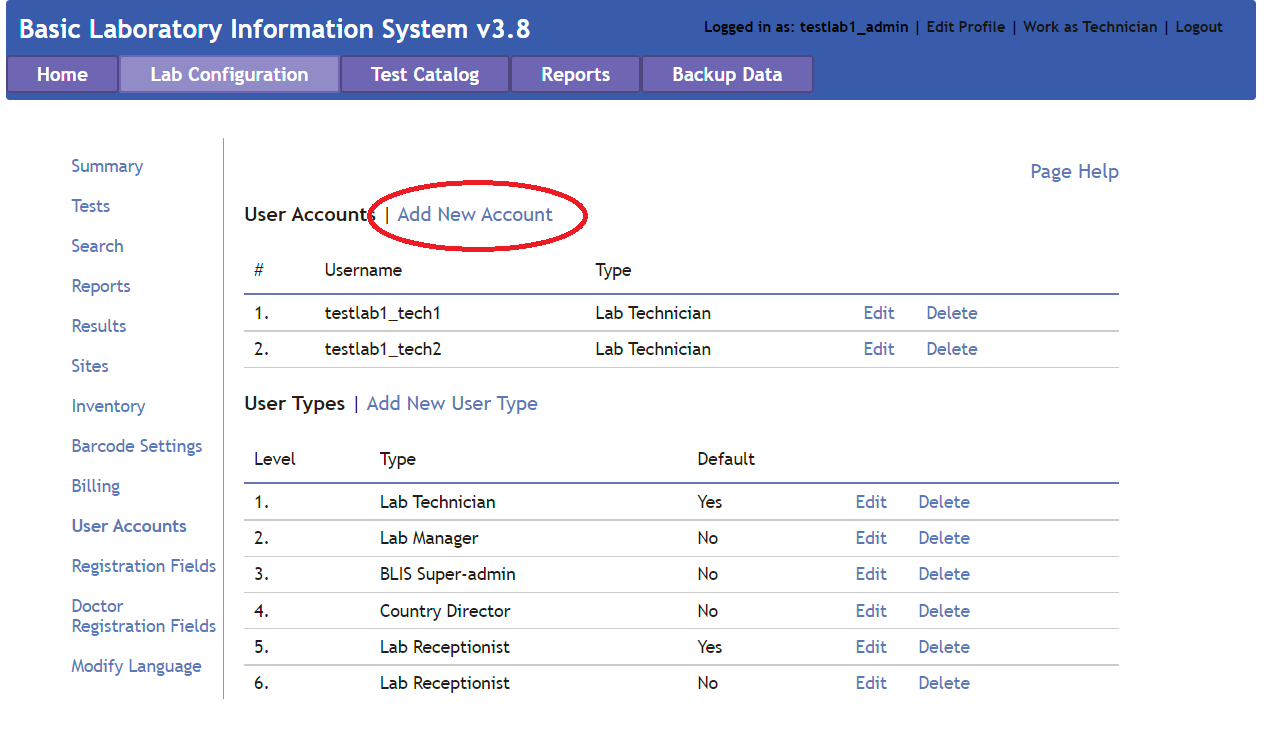 Basic Laboratory Information System v3.8
Logged in as: testlab1_admin | Edit Profile | Work as Technician | Logout
Home Lab Configuration Test Catalog Reports Backup Data
Summary
Tests
Search
Reports
Results
Sites
Inventory
Barcode Settings
Billing
User Accounts
Registration Fields
Doctor
Registration Fields
Modify Language
Page Help
User Accounts | Add New Account
# Username Type
1. testlab1_tech1 Lab Technician Edit Delete
2. testlab1_tech2 Lab Technician Edit Delete
User Types | Add New User Type
Level Type Default
1. Lab Technician Yes Edit Delete
2. Lab Manager No Edit Delete
3. BLIS Super-admin No Edit Delete
4. Country Director No Edit Delete
5. Lab Receptionist Yes Edit Delete
6. Lab Receptionist No Edit Delete